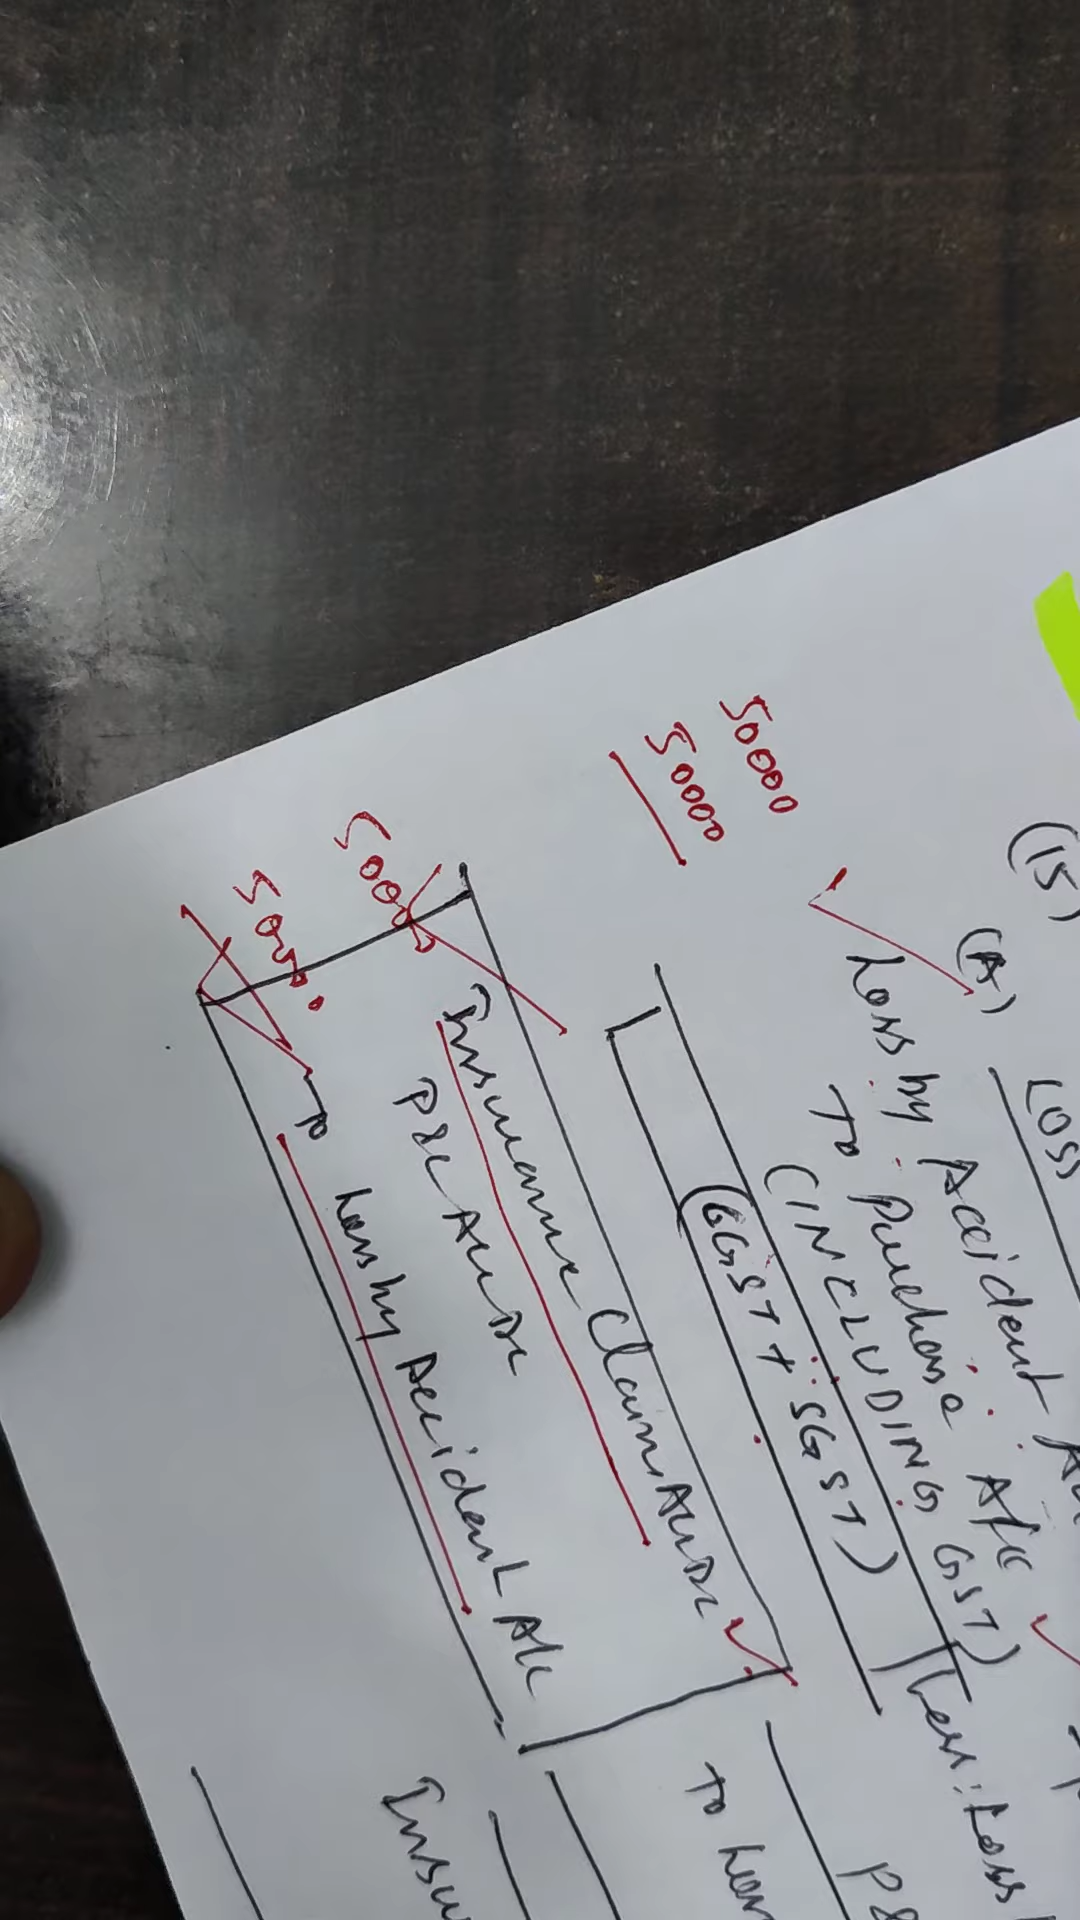 (15)
(A) LOSS
Loss by Accident A/c
To Purchase A/c
(INCLUDING GST)
Less: Loss
(CGST + SGST)
50000
50000
Insurance Claim A/c Dr
P&L A/c Dr
To Loss by Accident A/c
5000
500
To Loss
P&
Insu